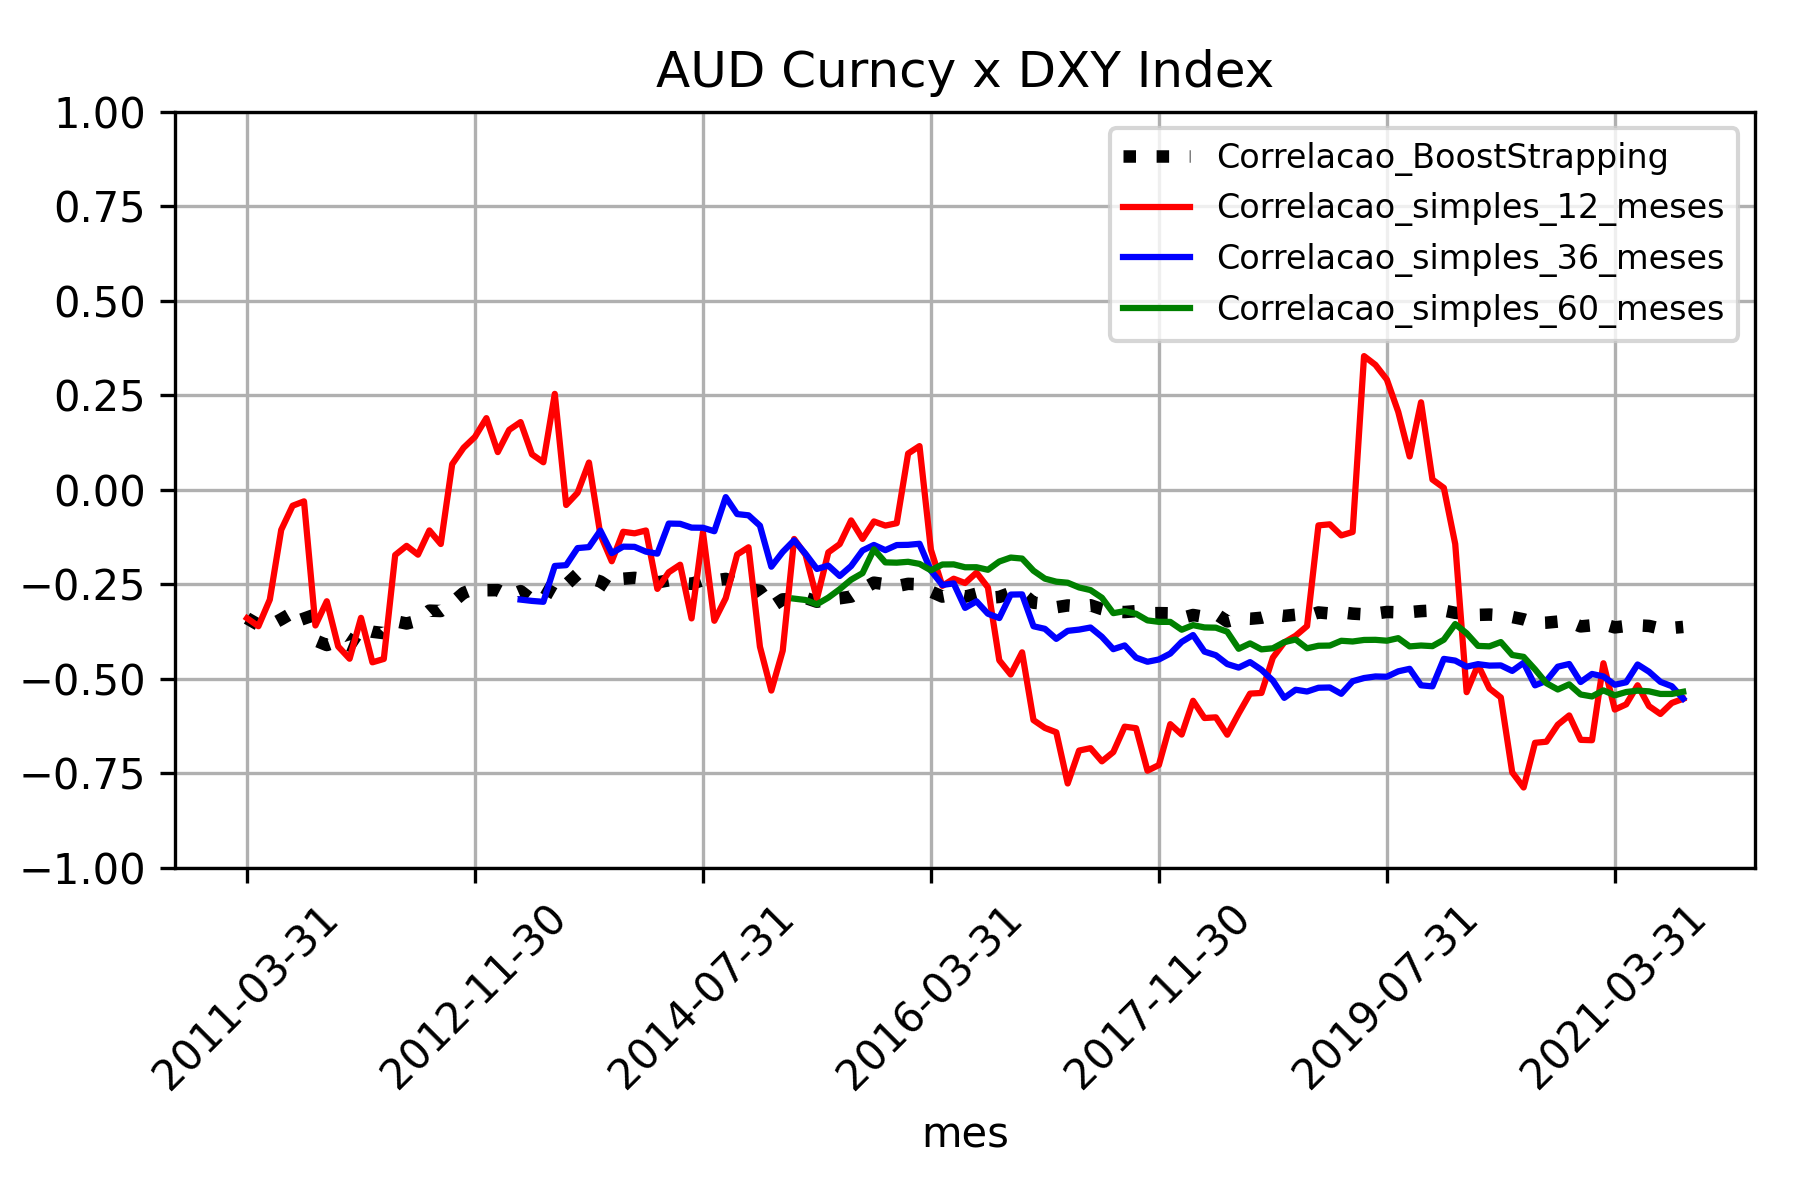 AUD Curncy x DXY Index
1.00
0.75
0.50
0.25
0.00
−0.25
−0.50
−0.75
−1.00
Correlacao_BoostStrapping
Correlacao_simples_12_meses
Correlacao_simples_36_meses
Correlacao_simples_60_meses
2011-03-31
2012-11-30
2014-07-31
2016-03-31
2017-11-30
2019-07-31
2021-03-31
mes